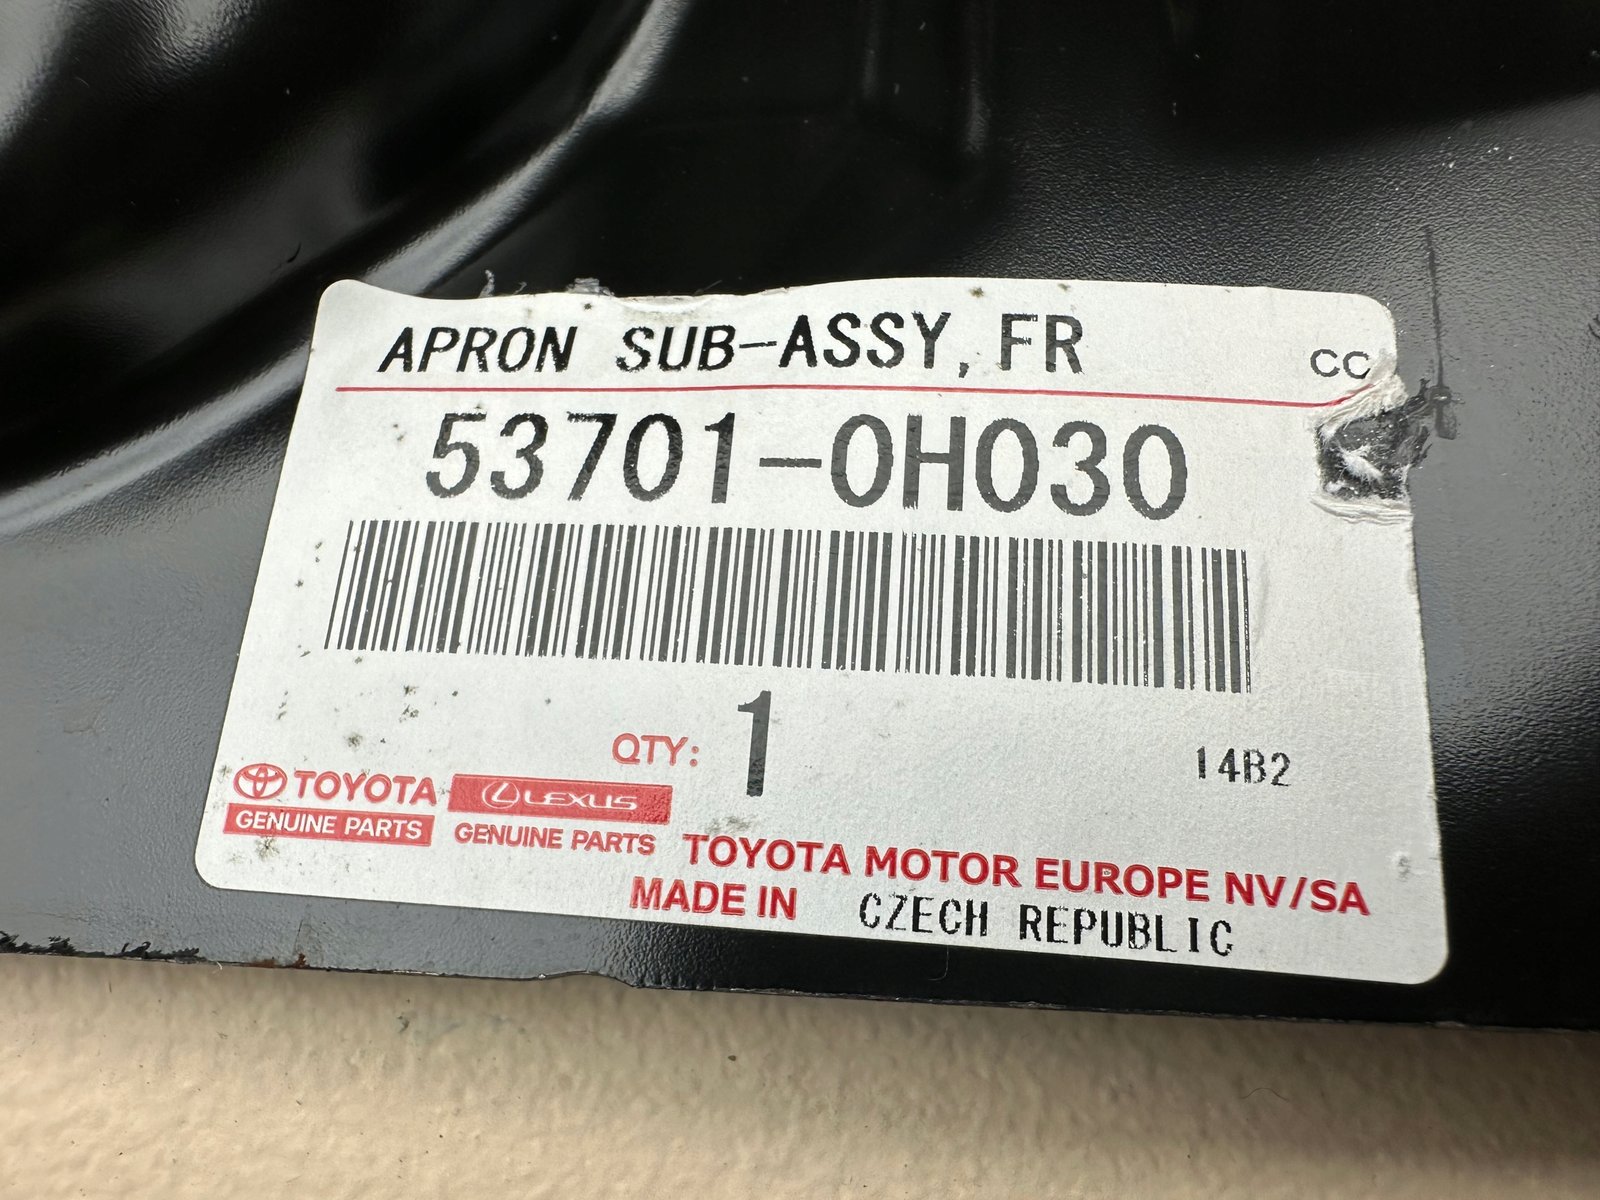 APRON SUB-ASSY, FR
CC
53701-0H030
QTY: 1
14B2
TOYOTA
GENUINE PARTS
LEXUS
GENUINE PARTS
TOYOTA MOTOR EUROPE NV/SA
MADE IN CZECH REPUBLIC